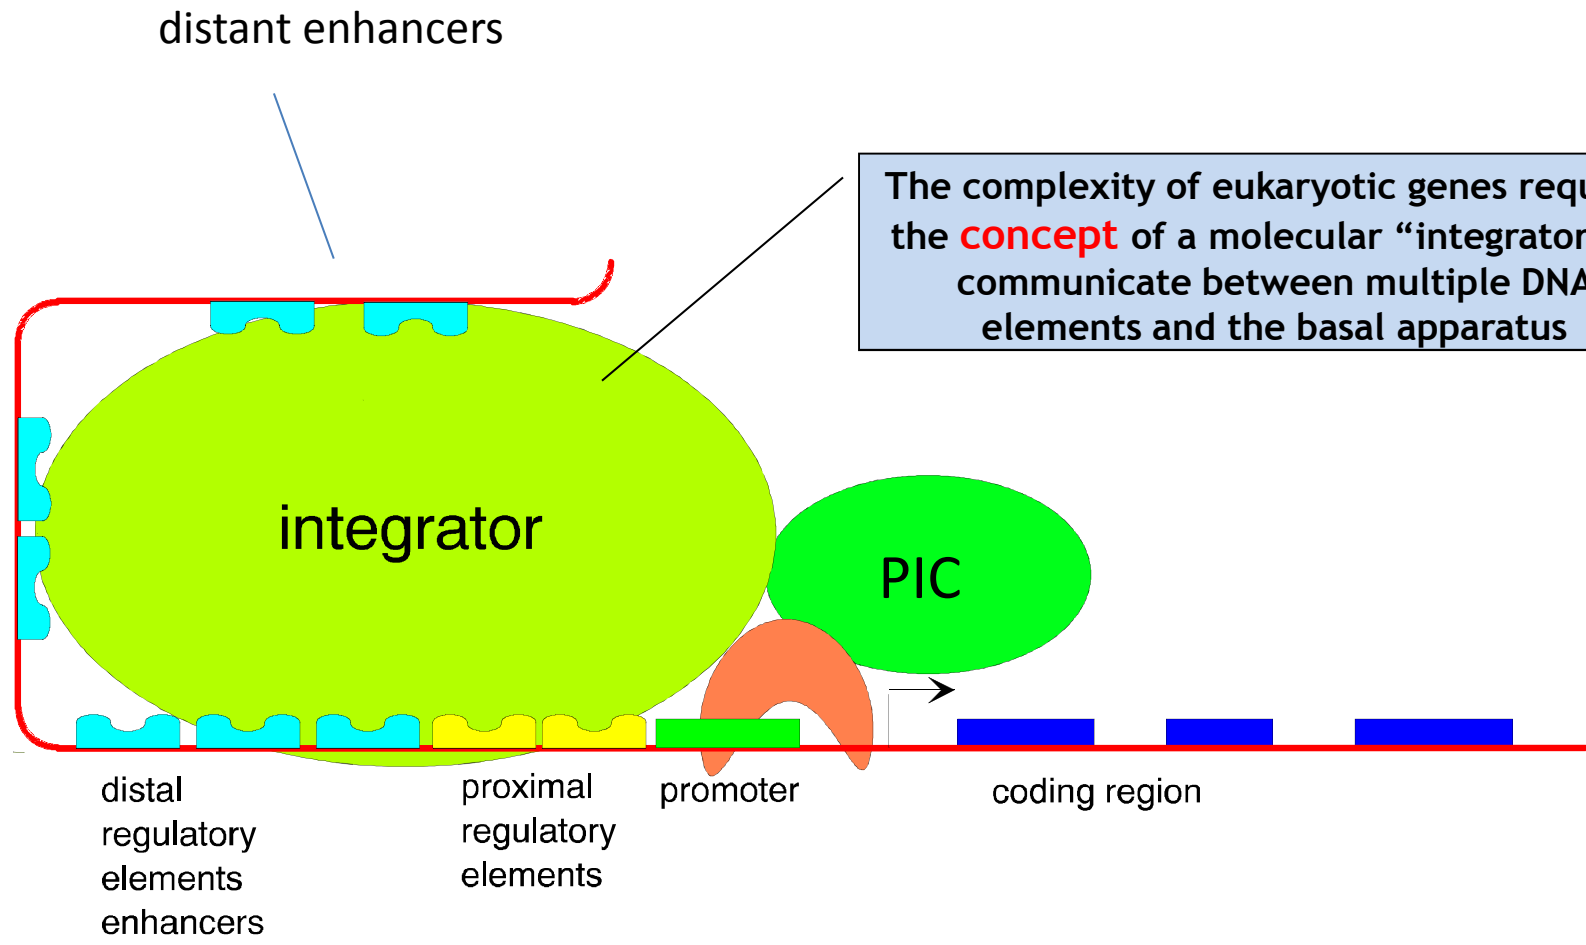 distant enhancers
The complexity of eukaryotic genes
the concept of a molecular “integrator
communicate between multiple DNA
elements and the basal apparatus
integrator
PIC
distal
regulatory
elements
enhancers
proximal
regulatory
elements
promoter
coding region